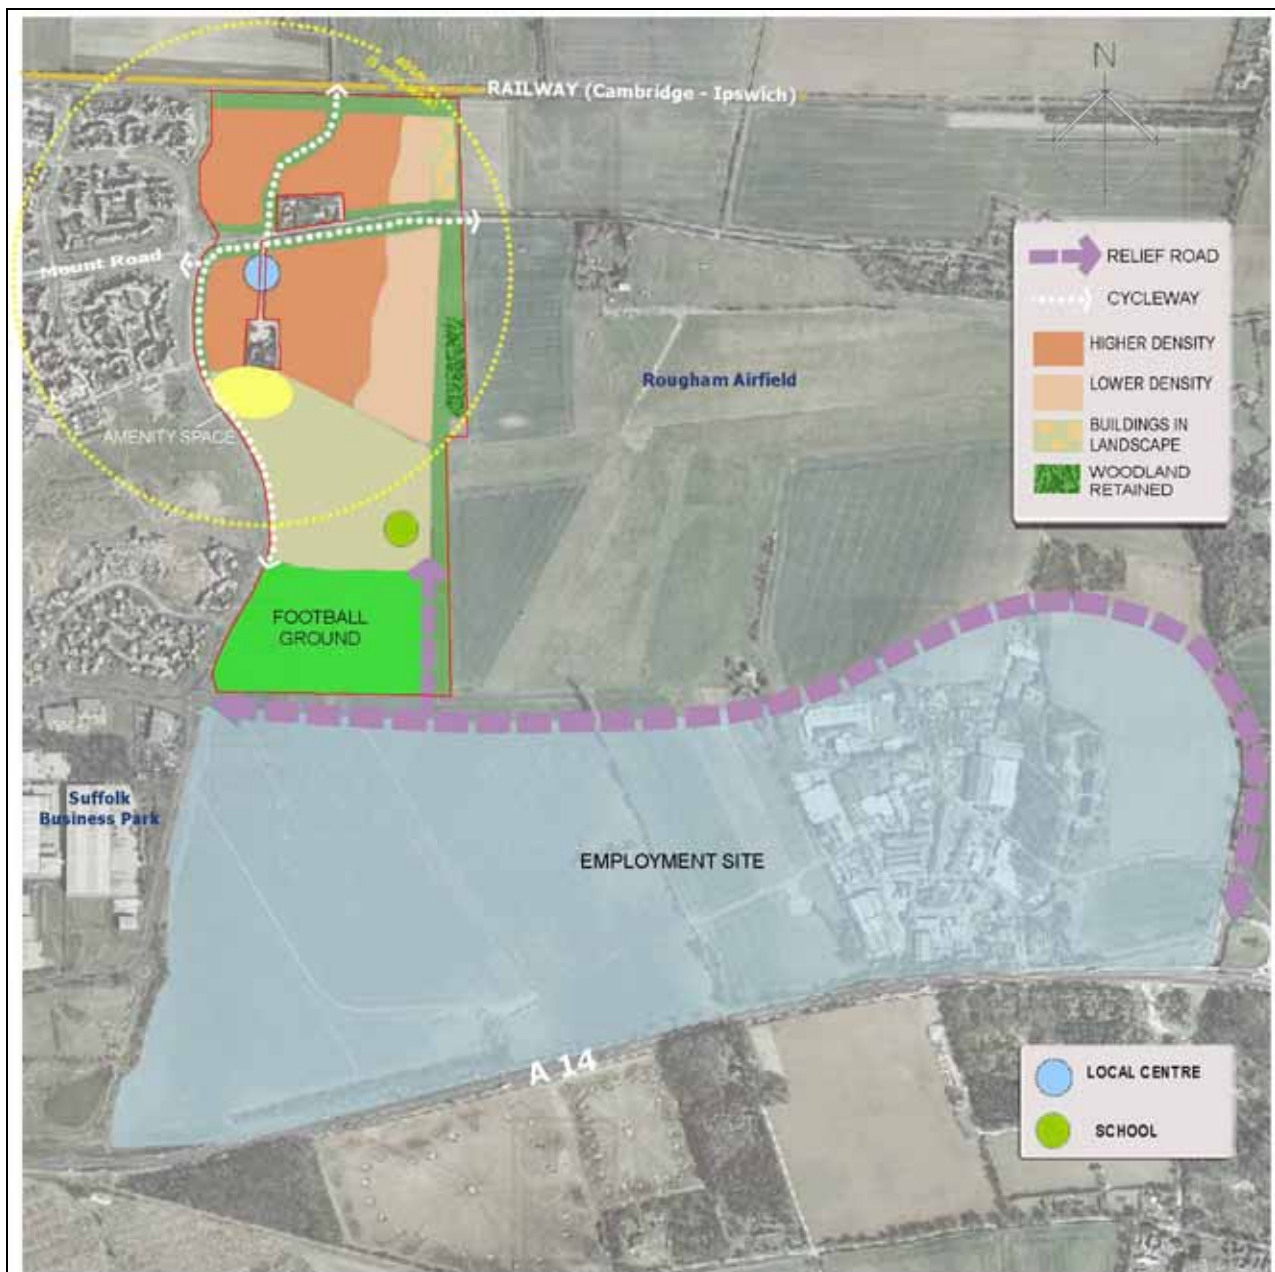 RAILWAY (Cambridge - Ipswich)
N
Mount Road
RELIEF ROAD
CYCLEWAY
HIGHER DENSITY
LOWER DENSITY
BUILDINGS IN
LANDSCAPE
WOODLAND
RETAINED
Rougham Airfield
AMENITY SPACE
FOOTBALL
GROUND
Suffolk
Business Park
EMPLOYMENT SITE
A 14
LOCAL CENTRE
SCHOOL